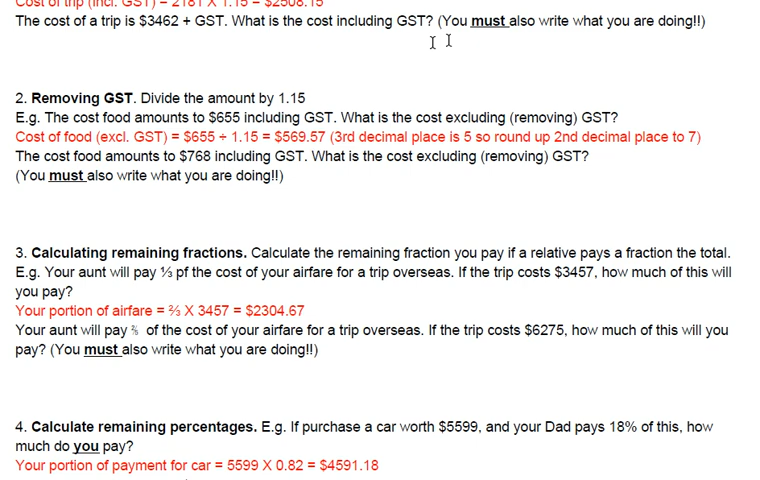 Cost of trip (incl. GST) = 2181 X 1.15 = $2508.15
The cost of a trip is $3462 + GST. What is the cost including GST? (You must also write what you are doing!!)
2. Removing GST. Divide the amount by 1.15
E.g. The cost food amounts to $655 including GST. What is the cost excluding (removing) GST?
Cost of food (excl. GST) = $655 ÷ 1.15 = $569.57 (3rd decimal place is 5 so round up 2nd decimal place to 7)
The cost food amounts to $768 including GST. What is the cost excluding (removing) GST?
(You must also write what you are doing!!)
3. Calculating remaining fractions. Calculate the remaining fraction you pay if a relative pays a fraction the total.
E.g. Your aunt will pay ⅓ pf the cost of your airfare for a trip overseas. If the trip costs $3457, how much of this will
you pay?
Your portion of airfare = ⅔ X 3457 = $2304.67
Your aunt will pay of the cost of your airfare for a trip overseas. If the trip costs $6275, how much of this will you
pay? (You must also write what you are doing!!)
4. Calculate remaining percentages. E.g. If purchase a car worth $5599, and your Dad pays 18% of this, how
much do you pay?
Your portion of payment for car = 5599 X 0.82 = $4591.18